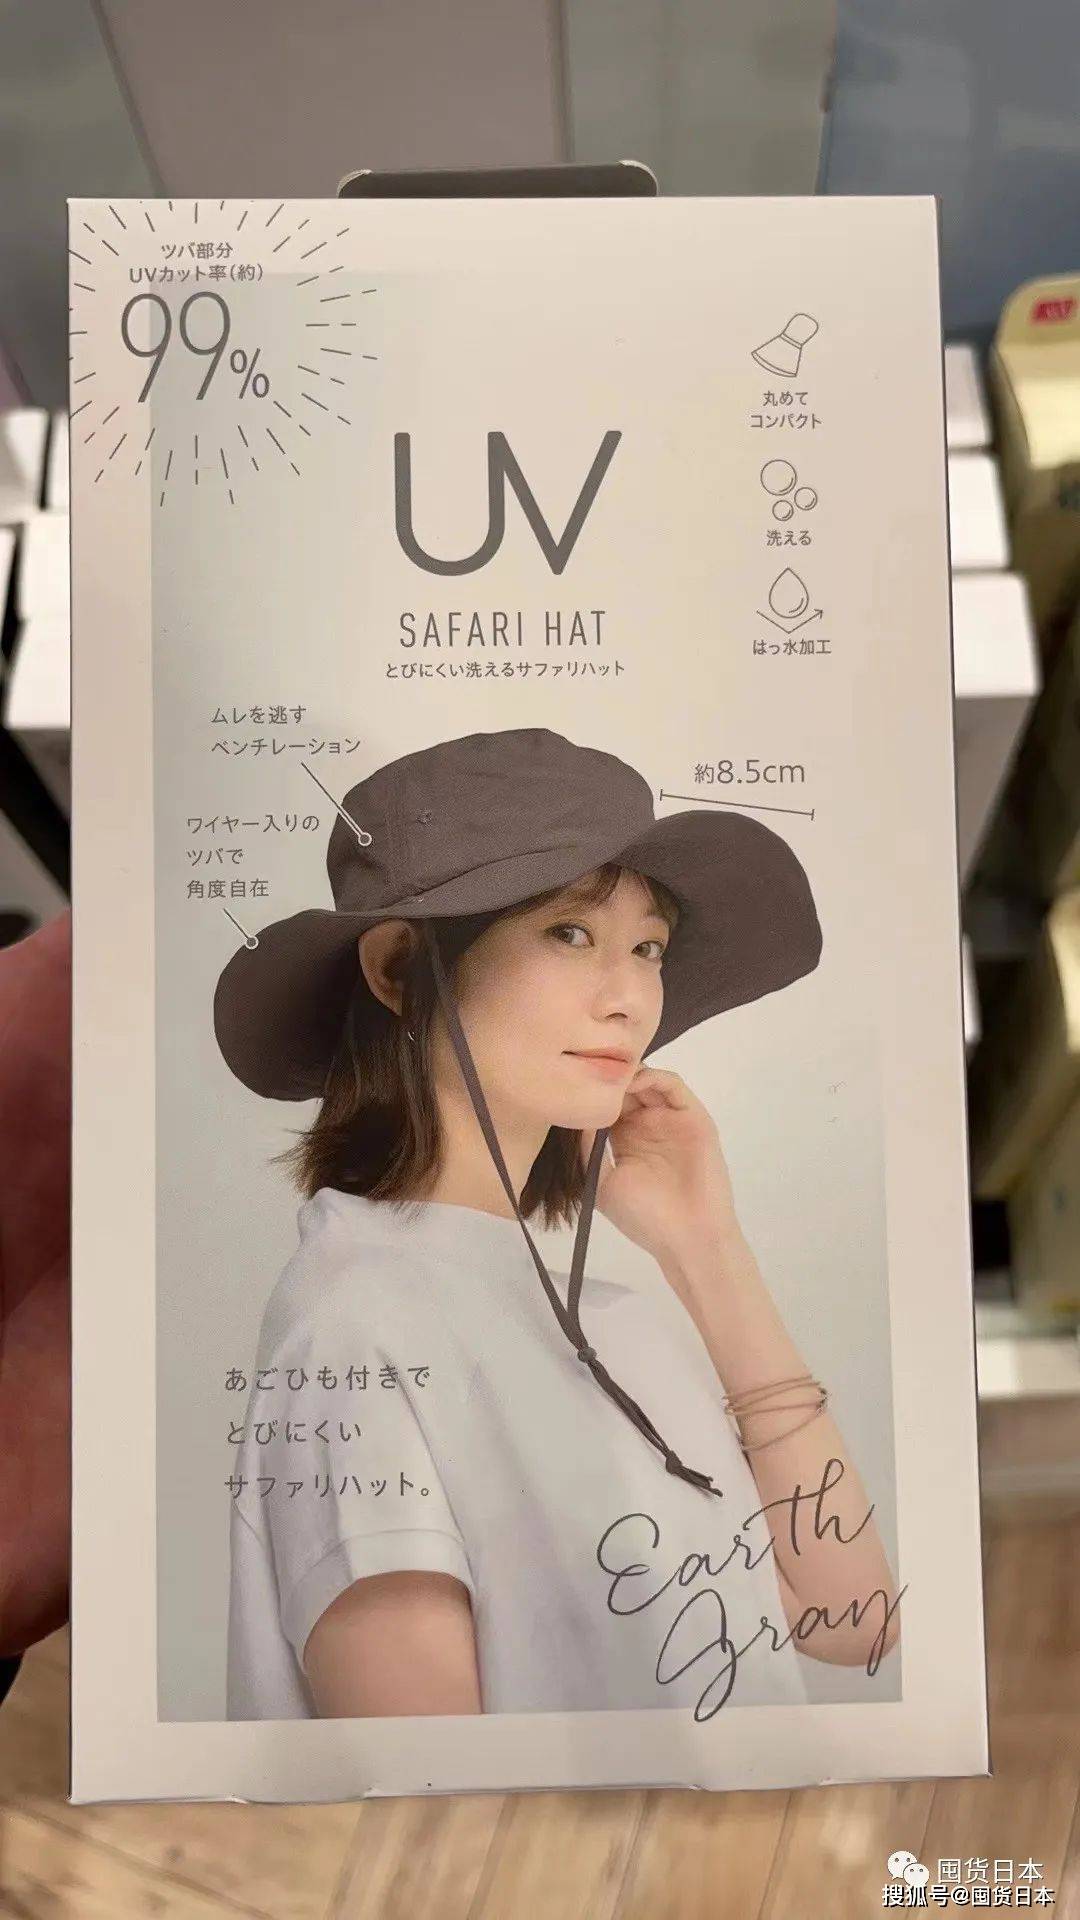 ツバ部分
UVカット率(約)
99%
丸めて
コンパクト
洗える
はっ水加工
UV
SAFARI HAT
とびにくい洗えるサファリハット
ムレを逃す
ベンチレーション
約8.5cm
ワイヤー入りの
ツバで
角度自在
あごひも付きで
とびにくい
サファリハット。
Earth
Gray
囤货日本
搜狐号@囤货日本